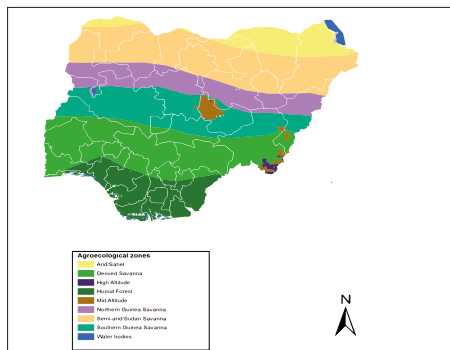 N
Agroecological zones
Arid/Sahel
Derived Savanna
High Altitude
Humid Forest
Mid Altitude
Northern Guinea Savanna
Semi-arid/Sudan Savanna
Southern Guinea Savanna
Water bodies